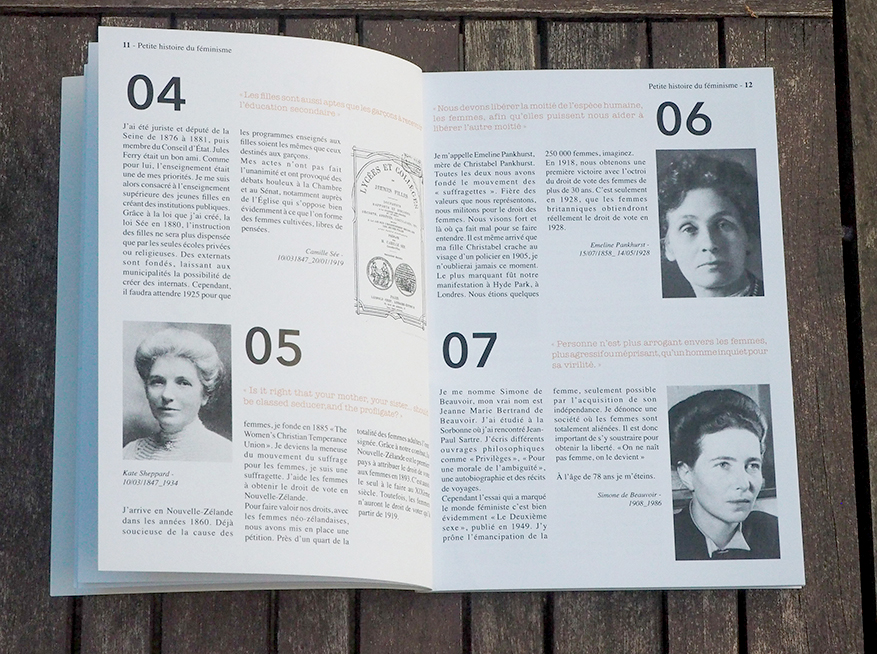 11 - Petite histoire du féminisme
04
« Les filles sont aussi aptes que les garçons à recevoir
l'éducation secondaire »
J'ai été juriste et député de la
Seine de 1876 à 1881, puis
membre du Conseil d'État. Jules
Ferry était un bon ami. Comme
pour lui, l'enseignement était
une de mes priorités. Je me suis
alors consacré à l'enseignement
supérieure des jeunes filles en
créant des institutions publiques.
Grâce à la loi que j'ai créé, la
loi Sée en 1880, l'instruction
des filles ne sera plus dispensée
que par les seules écoles privées
ou religieuses. Des externats
sont fondés, laissant aux
municipalités la possibilité de
créer des internats. Cependant,
il faudra attendre 1925 pour que
les programmes enseignés aux
filles soient les mêmes que ceux
destinés aux garçons.
Mes actes n'ont pas fait
l'unanimité et ont provoqué des
débats houleux à la Chambre
et au Sénat, notamment auprès
de l'Église qui s'oppose bien
évidemment à ce que l'on forme
des femmes cultivées, libres de
pensées.
Camille Sée -
10/031847_20/01/1919
LYCÉES ET COLLÈGES
JEUNES FILLES
05
« Is it right that your mother, your sister... should
be classed
Kate Sheppard -
10/03/1847_1934
J'arrive en Nouvelle-Zélande
dans les années 1860. Déjà
soucieuse de la cause des
femmes, je fonde en 1885 « The
Women's Christian Temperance
Union ». Je deviens la meneuse
du mouvement du suffrage
pour les femmes, je suis une
suffragette. J'aide les femmes
à obtenir le droit de vote en
Nouvelle-Zélande.
Pour faire valoir nos droits, avec
les femmes néo-zélandaises,
nous avons mis en place une
pétition. Près d'un quart de la
totalité des femmes adultes l'
signée. Grâce à notre combat, la
Nouvelle-Zélande est le premier
pays à attribuer le droit de vote
aux femmes en 1893. C'est
le seul à le faire au XIXème
siècle. Toutefois, les femmes
n'auront le droit de voter qu'à
partir de 1919.
Petite histoire du féminisme - 12
« Nous devons libérer la moitié de l'espèce humaine,
les femmes, afin qu'elles puissent nous aider à
libérer l'autre moitié »
06
Je m'appelle Emeline Pankhurst,
mère de Christabel Pankhurst.
Toutes les deux nous avons
fondé le mouvement des
« suffragettes ». Fière des
valeurs que nous représentons,
nous militons pour le droit des
femmes. Nous visons fort et
là où ça fait mal pour se faire
entendre. Il est même arrivé que
ma fille Christabel crache au
visage d'un policier en 1905, je
n'oublierai jamais ce moment.
Le plus marquant fût notre
manifestation à Hyde Park, à
Londres. Nous étions quelques
250 000 femmes, imaginez.
En 1918, nous obtenons une
première victoire avec l'octroi
du droit de vote des femmes de
plus de 30 ans. C'est seulement
en 1928, que les femmes
britanniques obtiendront
réellement le droit de vote en
1928.
Emeline Pankhurst -
15/07/1858_ 14/05/1928
07
« Personne n'est plus arrogant envers les femmes,
plus agressif ou méprisant, qu'un homme inquiet pour
sa virilité. »
Je me nomme Simone de
Beauvoir, mon vrai nom est
Jeanne Marie Bertrand de
Beauvoir. J'ai étudié à la
Sorbonne où j'ai rencontré Jean-
Paul Sartre. J'écris différents
ouvrages philosophiques
comme « Privilèges », « Pour
une morale de l'ambiguité »,
une autobiographie et des récits
de voyages.
Cependant l'essai qui a marqué
le monde féministe c'est bien
évidemment « Le Deuxième
sexe », publié en 1949. J'y
prône l'émancipation de la
femme, seulement possible
par l'acquisition de son
indépendance. Je dénonce une
société où les femmes sont
totalement aliénées. Il est donc
important de s'y soustraire pour
obtenir la liberté. « On ne naît
pas femme, on le devient »
À l'âge de 78 ans je m'éteins.
Simone de Beauvoir -
1908_1986